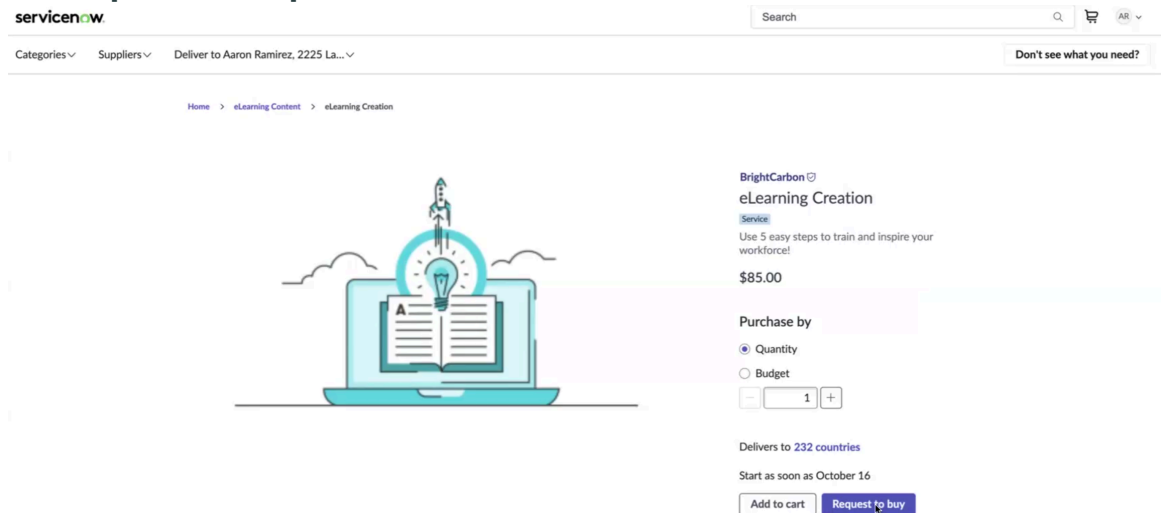 servicenow.
Search
AR
Categories
Suppliers
Deliver to Aaron Ramirez, 2225 La...
Don't see what you need?
Home > eLearning Content > eLearning Creation
A
BrightCarbon
eLearning Creation
Service
Use 5 easy steps to train and inspire your
workforce!
$85.00
Purchase by
Quantity
Budget
1
Delivers to 232 countries
Start as soon as October 16
Add to cart
Request to buy